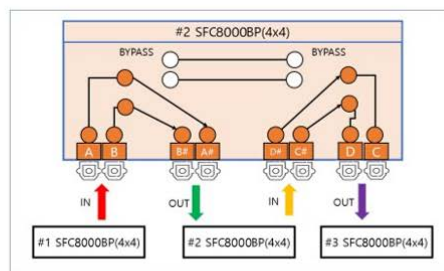 #2 SFC8000BP(4x4)
BYPASS BYPASS
A B B# A# D# C# D C
IN OUT IN OUT
#1 SFC8000BP(4x4) #2 SFC8000BP(4x4) #3 SFC8000BP(4x4)